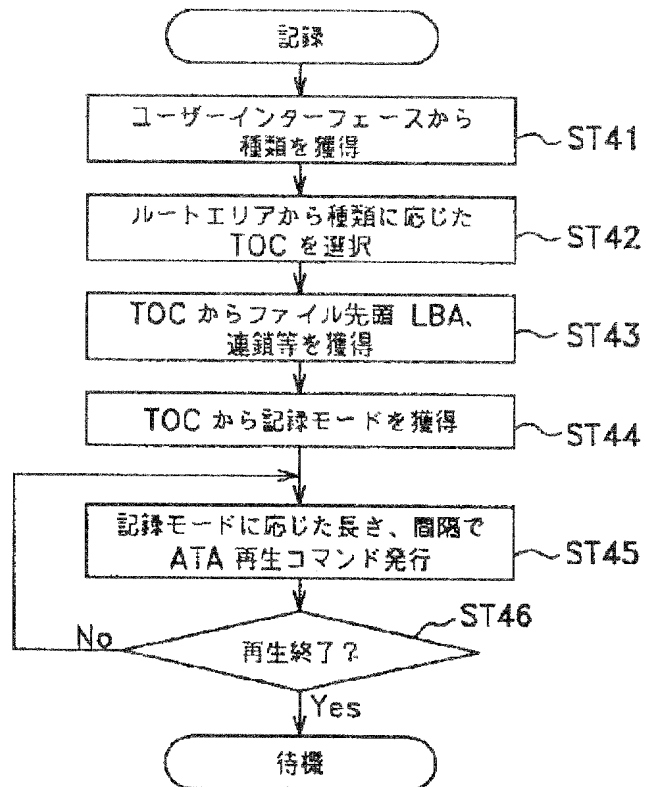 記録
ユーザーインターフェースから
種類を獲得
ST41
ルートエリアから種類に応じた
TOC を選択
ST42
TOC からファイル先頭 LBA、
連鎖等を獲得
ST43
TOC から記録モードを獲得
ST44
記録モードに応じた長さ、間隔で
ATA 再生コマンド発行
ST45
ST46
再生終了？
No
Yes
待機